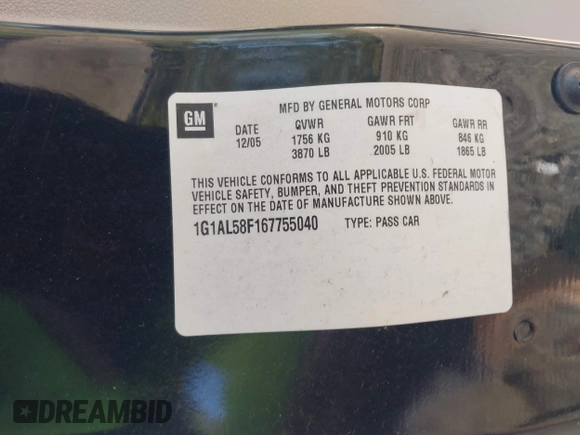 MFD BY GENERAL MOTORS CORP
GM
DATE GVWR GAWR FRT GAWR RR
12/05 1756 KG 910 KG 846 KG
3870 LB 2005 LB 1865 LB
THIS VEHICLE CONFORMS TO ALL APPLICABLE U.S. FEDERAL MOTOR
VEHICLE SAFETY, BUMPER, AND THEFT PREVENTION STANDARDS IN
EFFECT ON THE DATE OF MANUFACTURE SHOWN ABOVE.
1G1AL58F167755040 TYPE: PASS CAR
DREAMBID